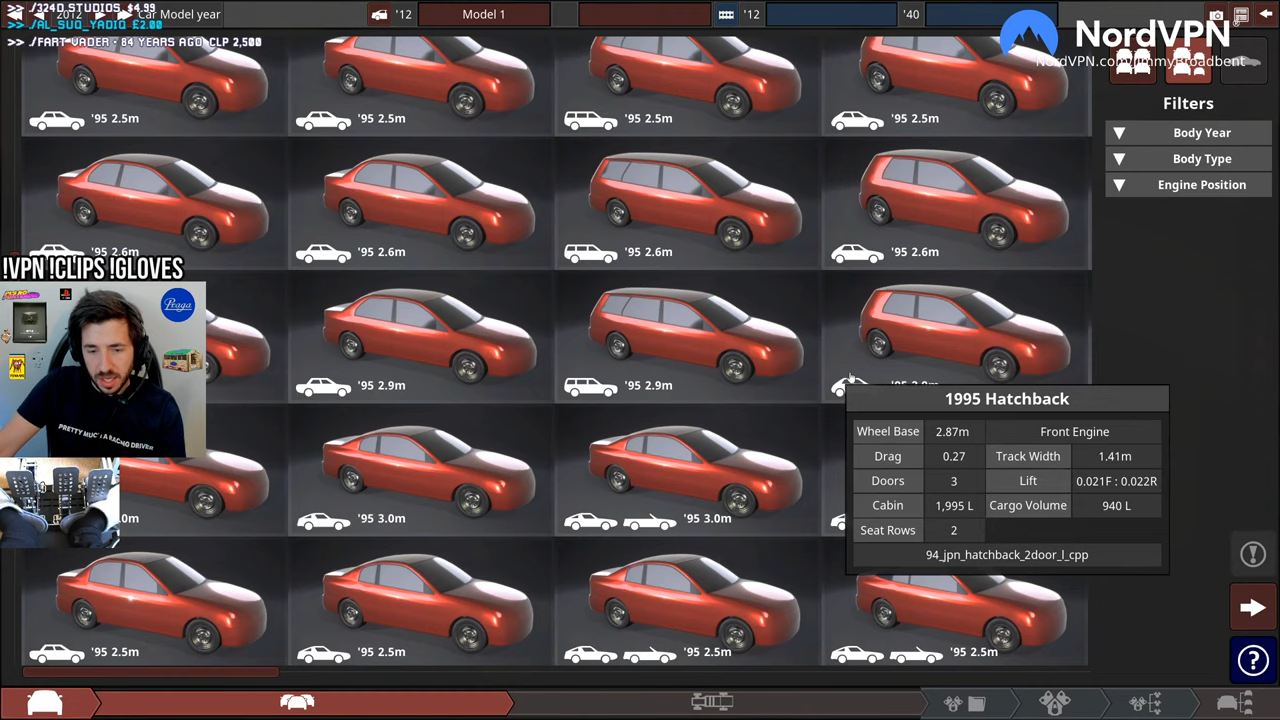 >> /324D STUDIOS £4.99
>> /AL_SUD_YADIQ £2.00
>> /FART VADER - 84 YEARS AGO CLP 2,500
2012 Car Model year
'12
Model 1
'12
'40
NordVPN
NordVPN.com/JimmyBroadbent
Filters
Body Year
Body Type
Engine Position
'95 2.5m
'95 2.5m
'95 2.5m
'95 2.5m
'95 2.6m
'95 2.6m
'95 2.6m
'95 2.6m
!VPN !CLIPS !GLOVES
Praga
PRETTY MUCH A RACING DRIVER
'95 2.9m
'95 2.9m
1995 Hatchback
Wheel Base 2.87m Front Engine
Drag 0.27 Track Width 1.41m
Doors 3 Lift 0.021F : 0.022R
Cabin 1,995 L Cargo Volume 940 L
Seat Rows 2
94_jpn_hatchback_2door_l_cpp
0m
'95 3.0m
'95 3.0m
'95 2.5m
'95 2.5m
'95 2.5m
'95 2.5m
?